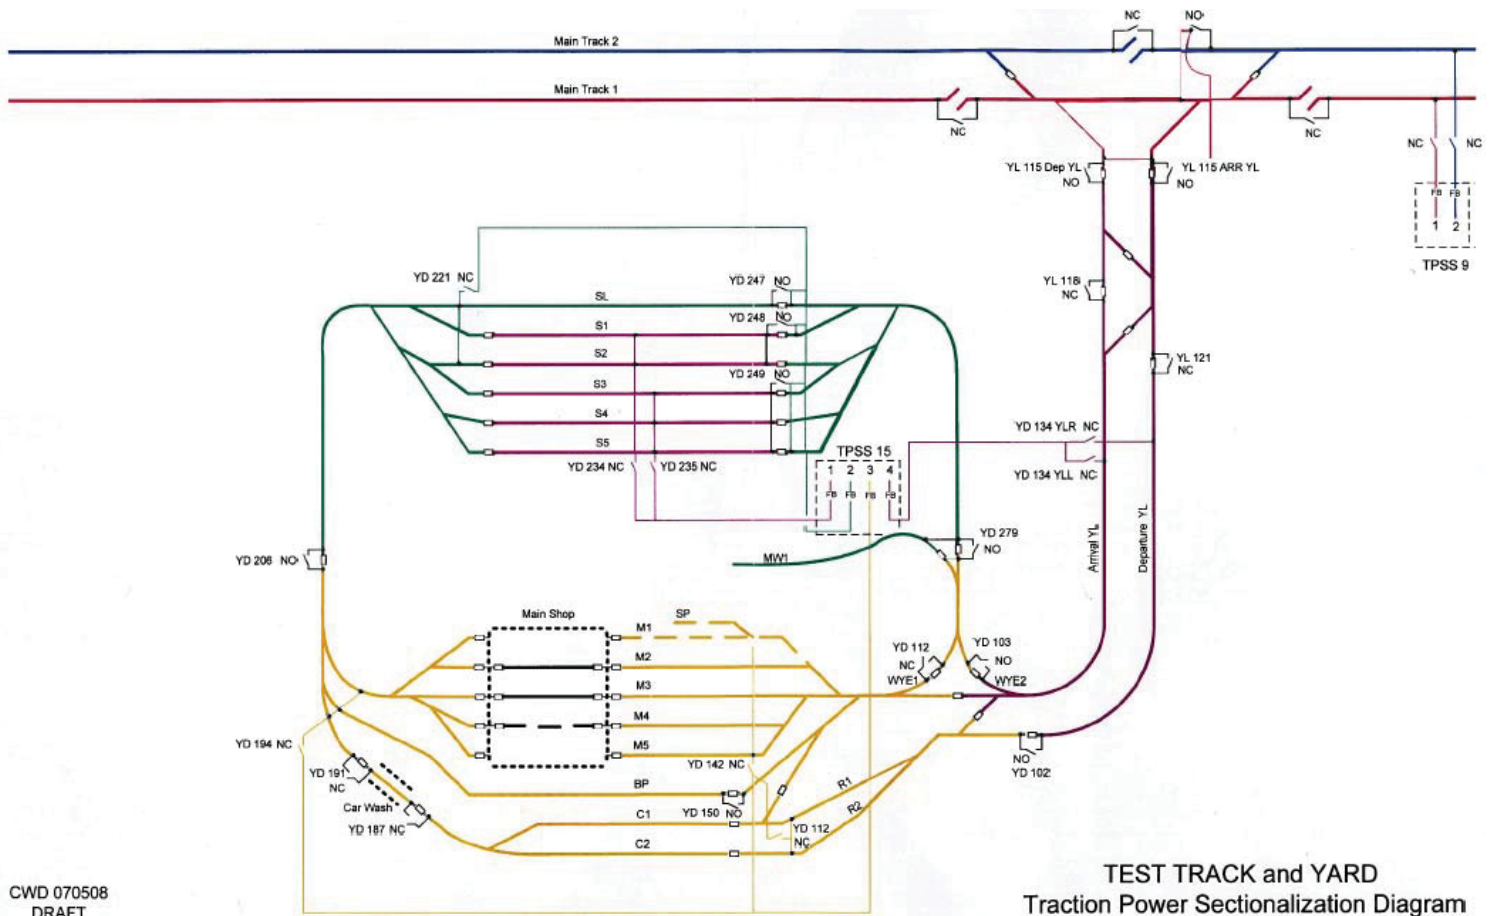 NC
NO
Main Track 2
Main Track 1
NC
NC
NC
NC
YL 115 Dep YL
NO
YL 115 ARR YL
NO
FB
FB
1
2
TPSS 9
YD 221 NC
YD 247
NO
SL
YL 118
NC
S1
YD 248
NO
S2
YL 121
NC
S3
YD 249
NO
S4
S5
YD 134 YLR NC
YD 134 YLL NC
YD 234 NC
YD 235 NC
TPSS 15
1
2
3
4
FB
FB
FB
FB
Arrival YL
Departure YL
YD 279
NO
MW1
YD 206 NO
Main Shop
M1
SP
M2
YD 112
NC
WYE1
YD 103
NO
WYE2
M3
M4
M5
YD 194 NC
YD 142 NC
NO
YD 102
YD 191
NC
BP
R1
R2
Car Wash
YD 150 NO
C1
YD 187 NC
YD 112
NC
C2
CWD 070508
DRAFT
TEST TRACK and YARD
Traction Power Sectionalization Diagram